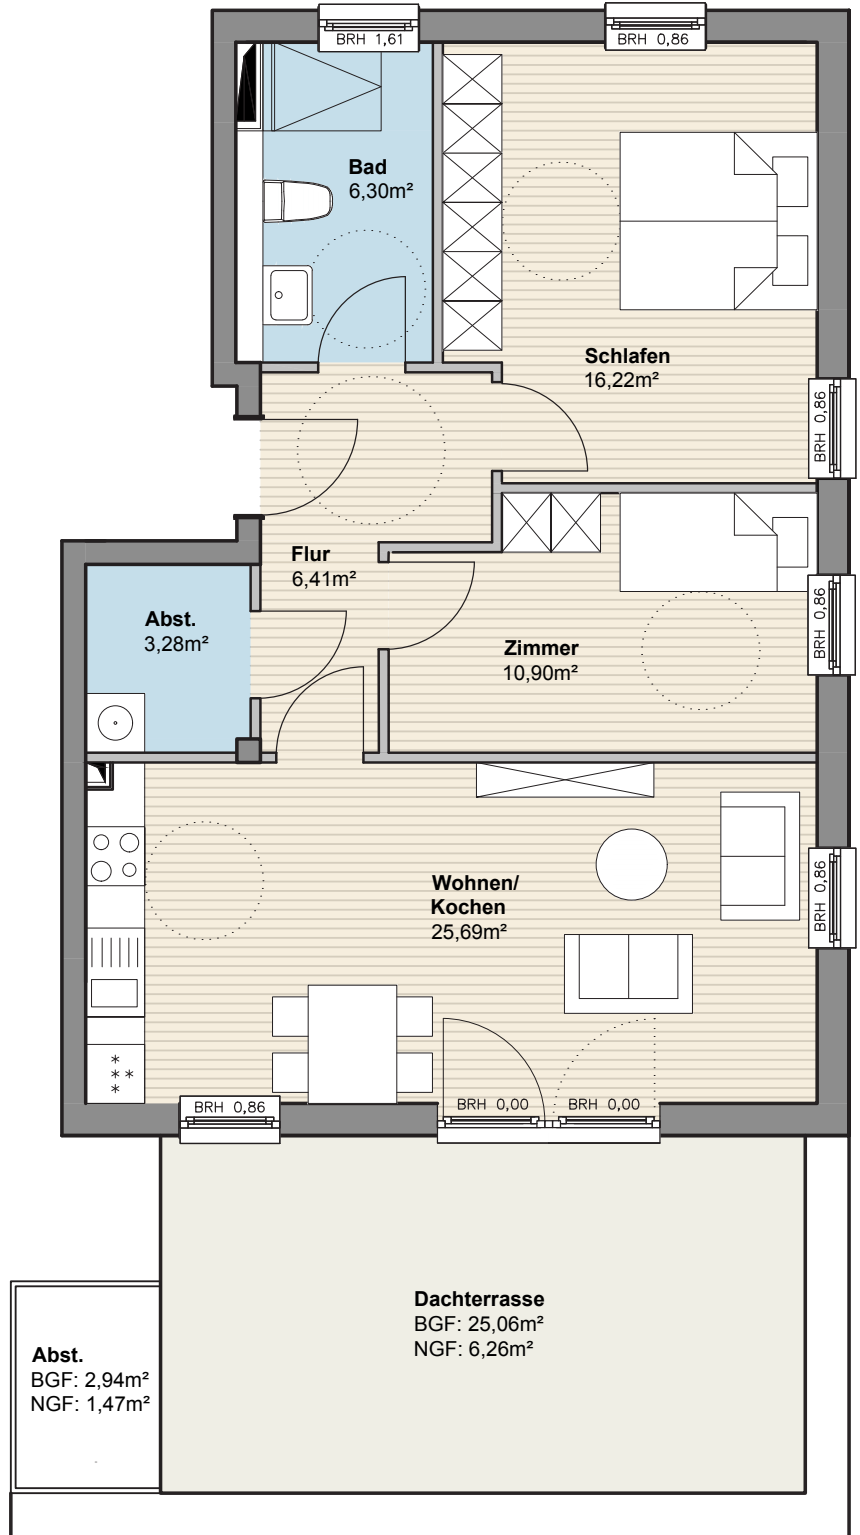 BRH 1,61
BRH 0,86
Bad
6,30m²
Schlafen
16,22m²
BRH 0,86
Flur
6,41m²
Abst.
3,28m²
Zimmer
10,90m²
BRH 0,86
Wohnen/
Kochen
25,69m²
BRH 0,86
BRH 0,86
BRH 0,00
BRH 0,00
Dachterrasse
BGF: 25,06m²
NGF: 6,26m²
Abst.
BGF: 2,94m²
NGF: 1,47m²